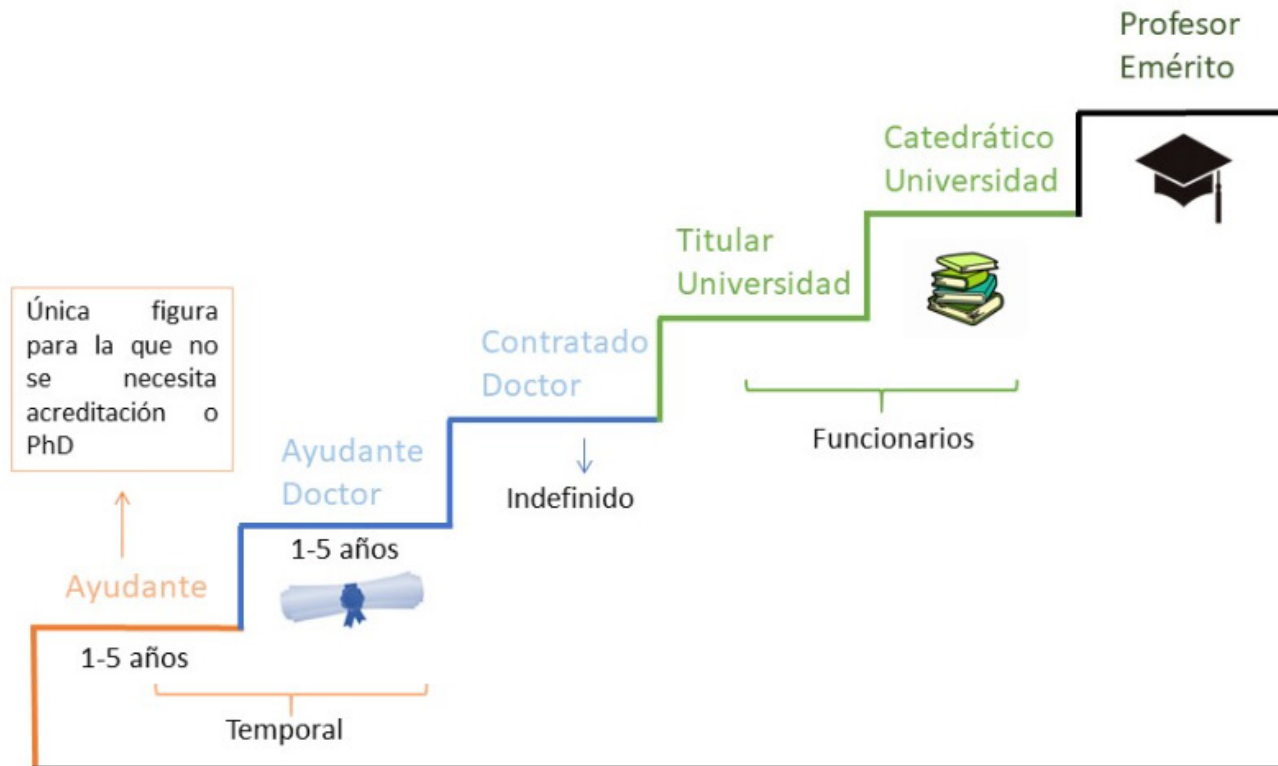 Profesor
Emérito
Catedrático
Universidad
Titular
Universidad
Única figura
para la que no
se necesita
acreditación o
PhD
Contratado
Doctor
Funcionarios
Ayudante
Doctor
Indefinido
1-5 años
Ayudante
1-5 años
Temporal